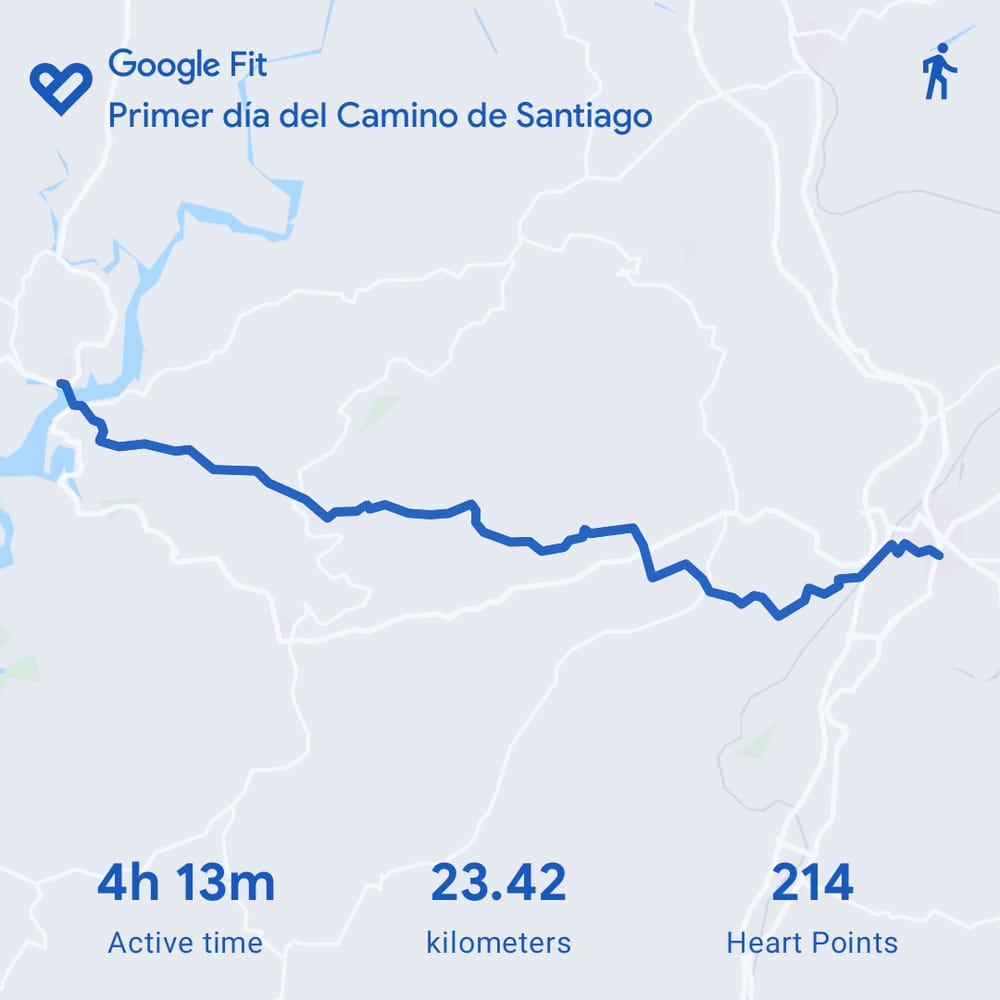 Google Fit
Primer día del Camino de Santiago
4h 13m
Active time
23.42
kilometers
214
Heart Points